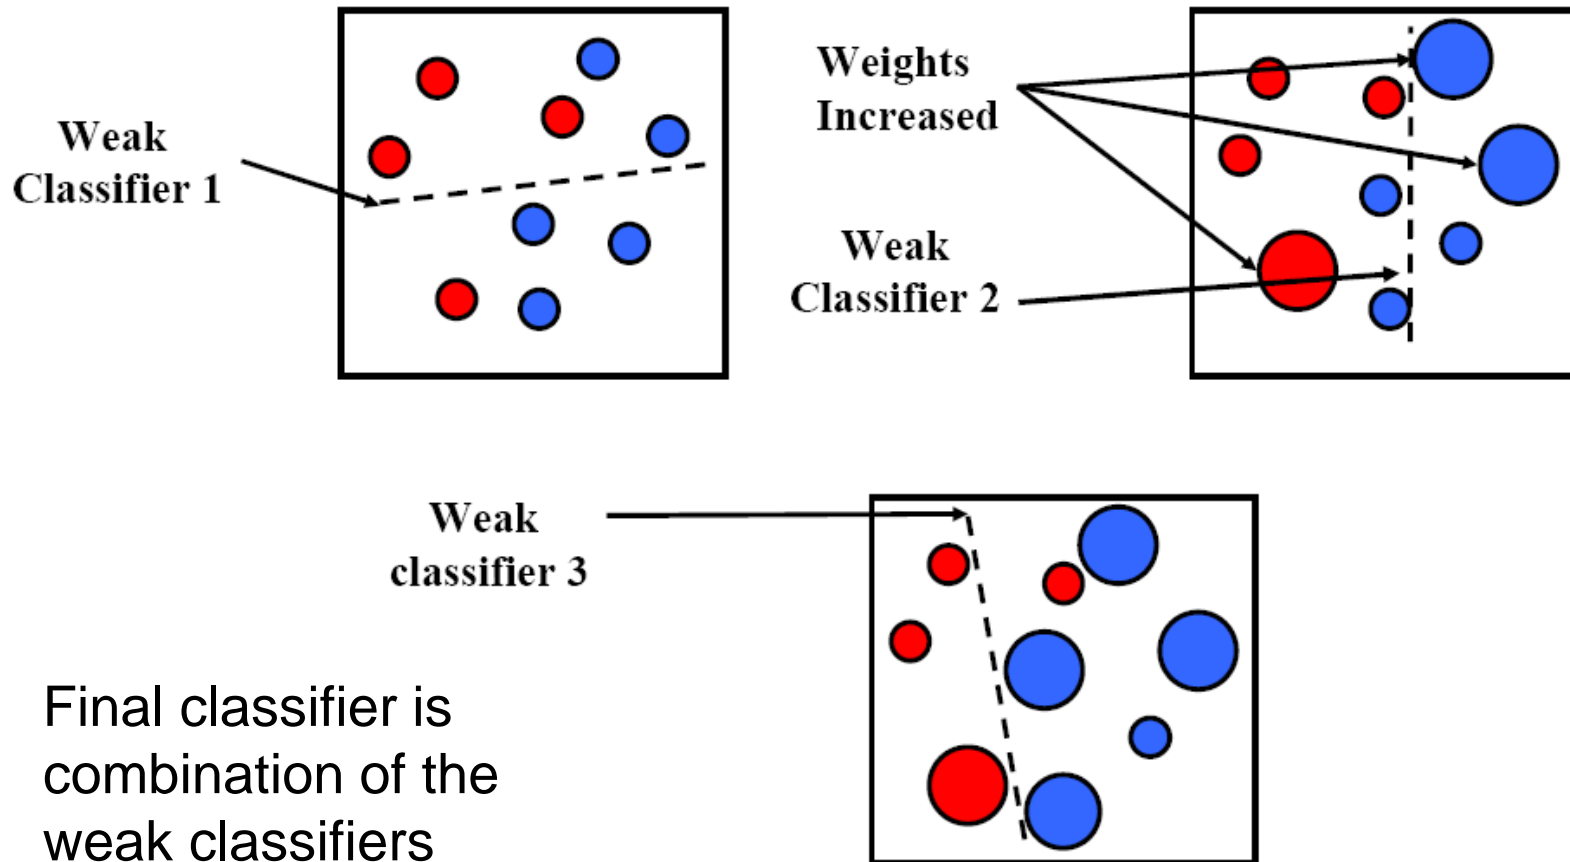 Weak
Classifier 1
Weights
Increased
Weak
Classifier 2
Weak
classifier 3
Final classifier is
combination of the
weak classifiers